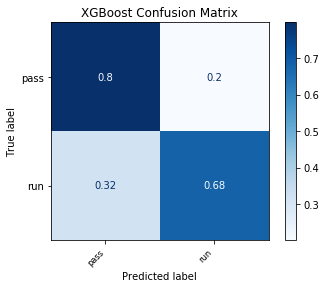 XGBoost Confusion Matrix
True label
pass
run
0.8
0.2
0.32
0.68
pass
run
Predicted label
0.7
0.6
0.5
0.4
0.3